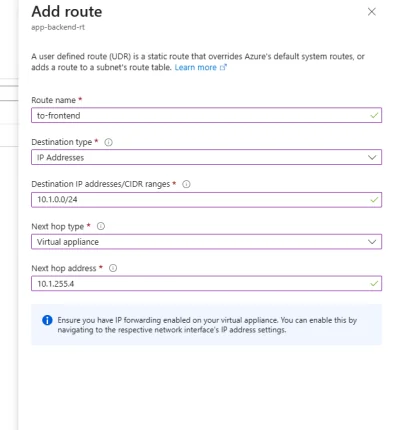 Add route
app-backend-rt
A user defined route (UDR) is a static route that overrides Azure's default system routes, or
adds a route to a subnet's route table. Learn more
Route name *
to-frontend
Destination type *
IP Addresses
Destination IP addresses/CIDR ranges *
10.1.0.0/24
Next hop type *
Virtual appliance
Next hop address *
10.1.255.4
Ensure you have IP forwarding enabled on your virtual appliance. You can enable this by
navigating to the respective network interface's IP address settings.